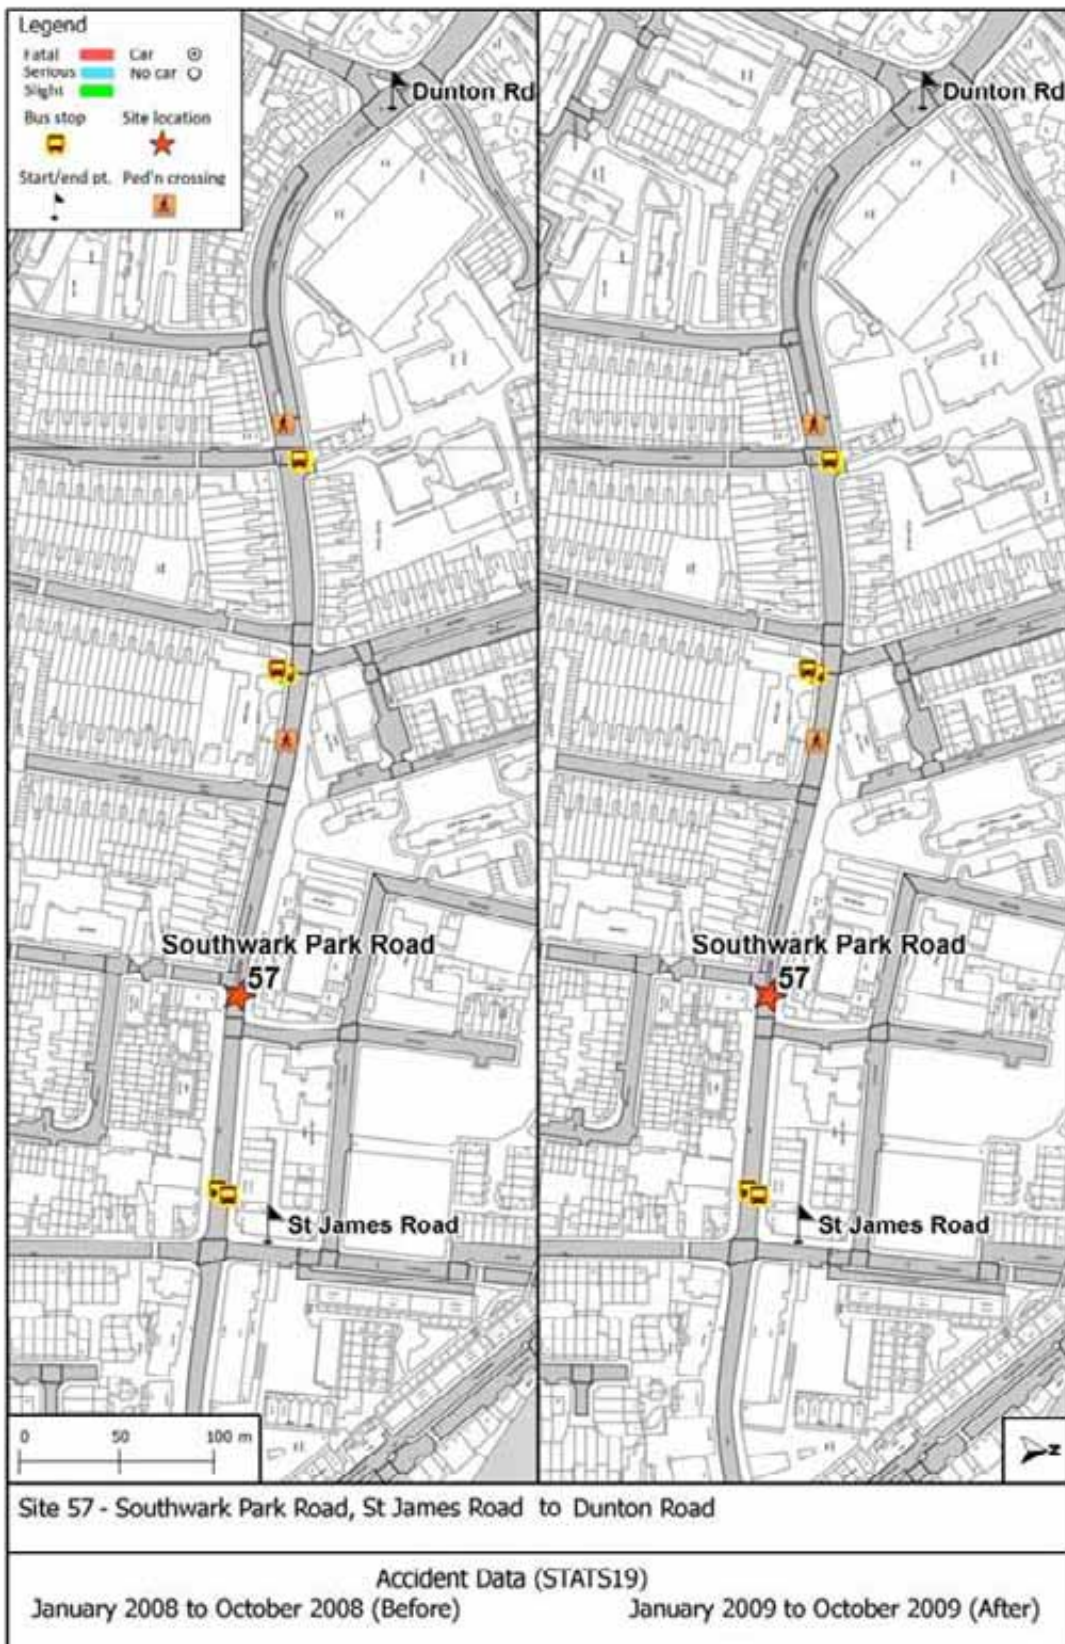 Legend
Fatal Car
Serious No car
Slight
Bus stop Site location
Start/end pt. Ped'n crossing
Dunton Rd
Dunton Rd
Southwark Park Road
57
Southwark Park Road
57
St James Road
St James Road
0 50 100 m
N
Site 57 - Southwark Park Road, St James Road to Dunton Road
Accident Data (STATS19)
January 2008 to October 2008 (Before)
January 2009 to October 2009 (After)